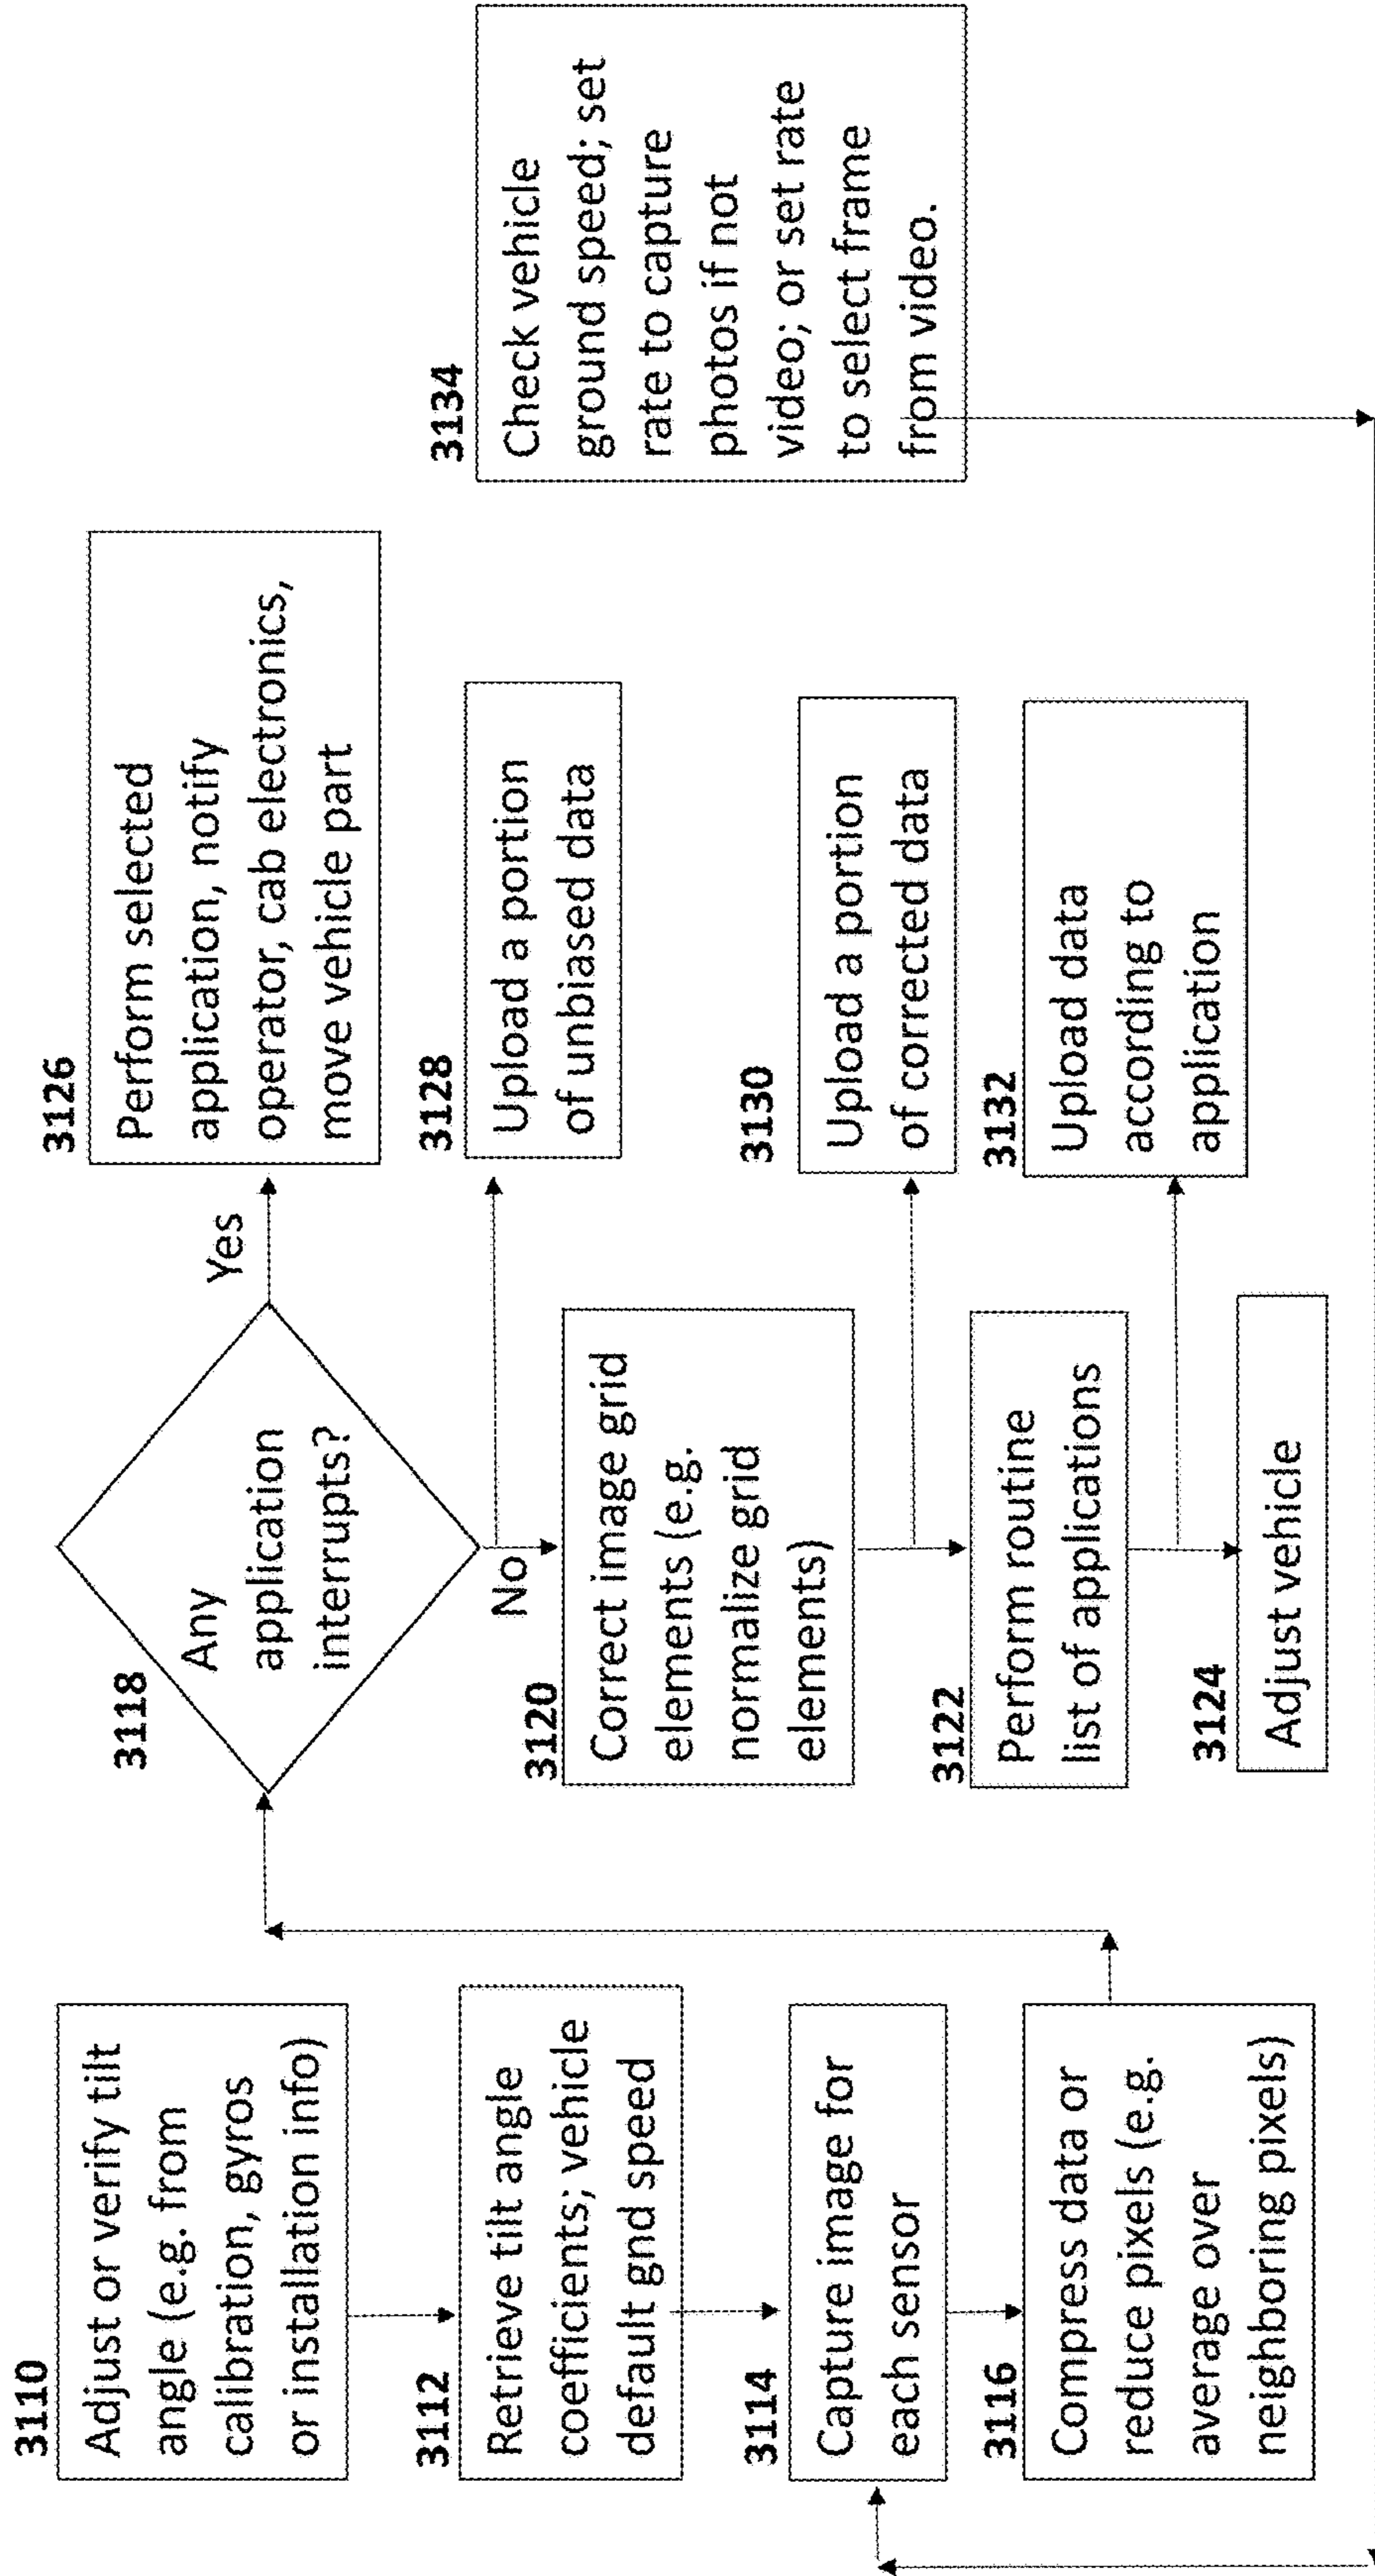 3110
Adjust or verify tilt
angle (e.g. from
calibration, gyros
or installation info)
3112
Retrieve tilt angle
coefficients; vehicle
default gnd speed
3114
Capture image for
each sensor
3116
Compress data or
reduce pixels (e.g.
average over
neighboring pixels)
3118
Any
application
interrupts?
Yes
No
3120
Correct image grid
elements (e.g.
normalize grid
elements)
3122
Perform routine
list of applications
3124
Adjust vehicle
3126
Perform selected
application, notify
operator, cab electronics,
move vehicle part
3128
Upload a portion
of unbiased data
3130
Upload a portion
of corrected data
3132
Upload data
according to
application
3134
Check vehicle
ground speed; set
rate to capture
photos if not
video; or set rate
to select frame
from video.